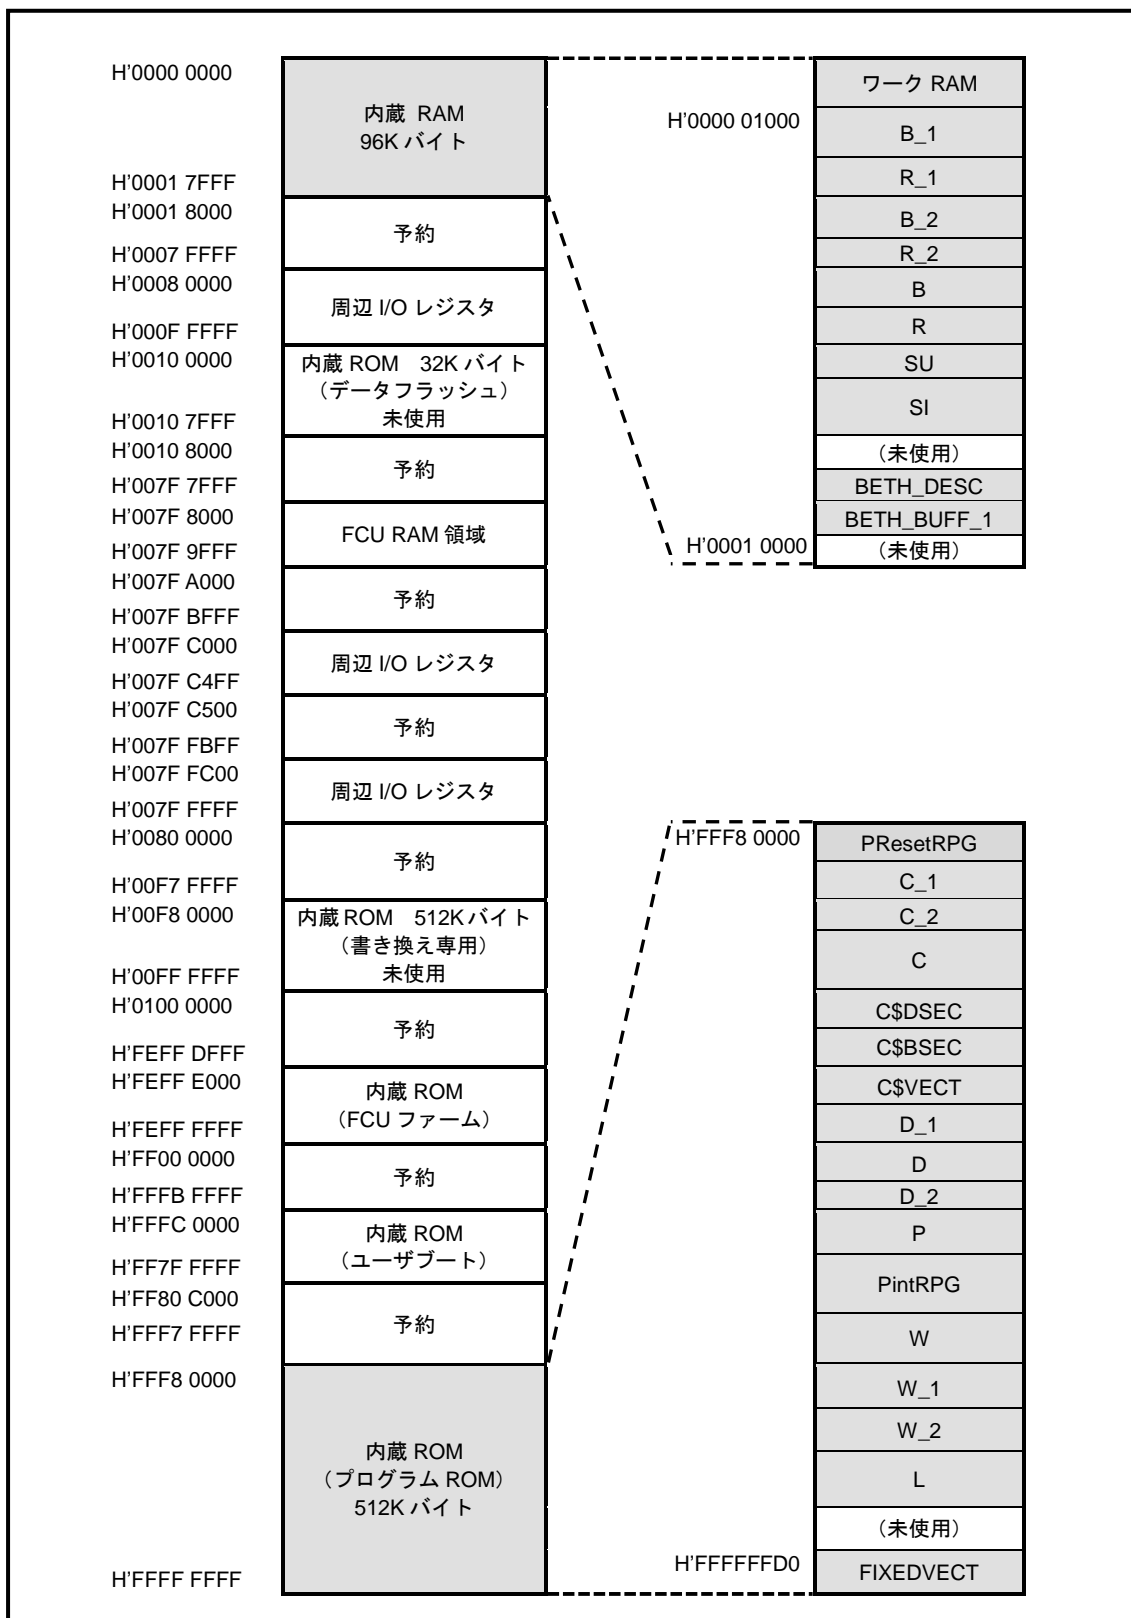 H'0000 0000
内蔵 RAM
96K バイト
H'0001 7FFF
H'0001 8000
予約
H'0007 FFFF
H'0008 0000
周辺 I/O レジスタ
H'000F FFFF
H'0010 0000
内蔵 ROM 32K バイト
（データフラッシュ）
未使用
H'0010 7FFF
H'0010 8000
予約
H'007F 7FFF
H'007F 8000
FCU RAM 領域
H'007F 9FFF
H'007F A000
予約
H'007F BFFF
H'007F C000
周辺 I/O レジスタ
H'007F C4FF
H'007F C500
予約
H'007F FBFF
H'007F FC00
周辺 I/O レジスタ
H'007F FFFF
H'0080 0000
予約
H'00F7 FFFF
H'00F8 0000
内蔵 ROM 512K バイト
（書き換え専用）
未使用
H'00FF FFFF
H'0100 0000
予約
H'FEFF DFFF
H'FEFF E000
内蔵 ROM
（FCU ファーム）
H'FEFF FFFF
H'FF00 0000
予約
H'FFFB FFFF
H'FFFC 0000
内蔵 ROM
（ユーザブート）
H'FF7F FFFF
H'FF80 C000
予約
H'FFF7 FFFF
H'FFF8 0000
内蔵 ROM
（プログラム ROM）
512K バイト
H'FFFF FFFF
ワーク RAM
H'0000 01000
B_1
R_1
B_2
R_2
B
R
SU
SI
（未使用）
BETH_DESC
BETH_BUFF_1
H'0001 0000
（未使用）
H'FFF8 0000
PResetRPG
C_1
C_2
C
C$DSEC
C$BSEC
C$VECT
D_1
D
D_2
P
PintRPG
W
W_1
W_2
L
（未使用）
H'FFFFFFD0
FIXEDVECT